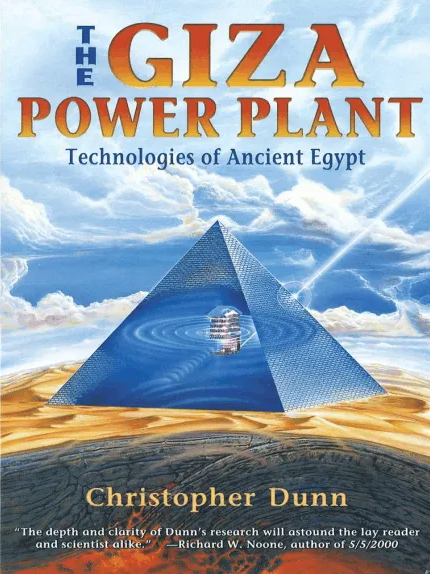 THE GIZA
POWER PLANT
Technologies of Ancient Egypt
Christopher Dunn
"The depth and clarity of Dunn's research will astound the lay reader
and scientist alike." —Richard W. Noone, author of 5/5/2000